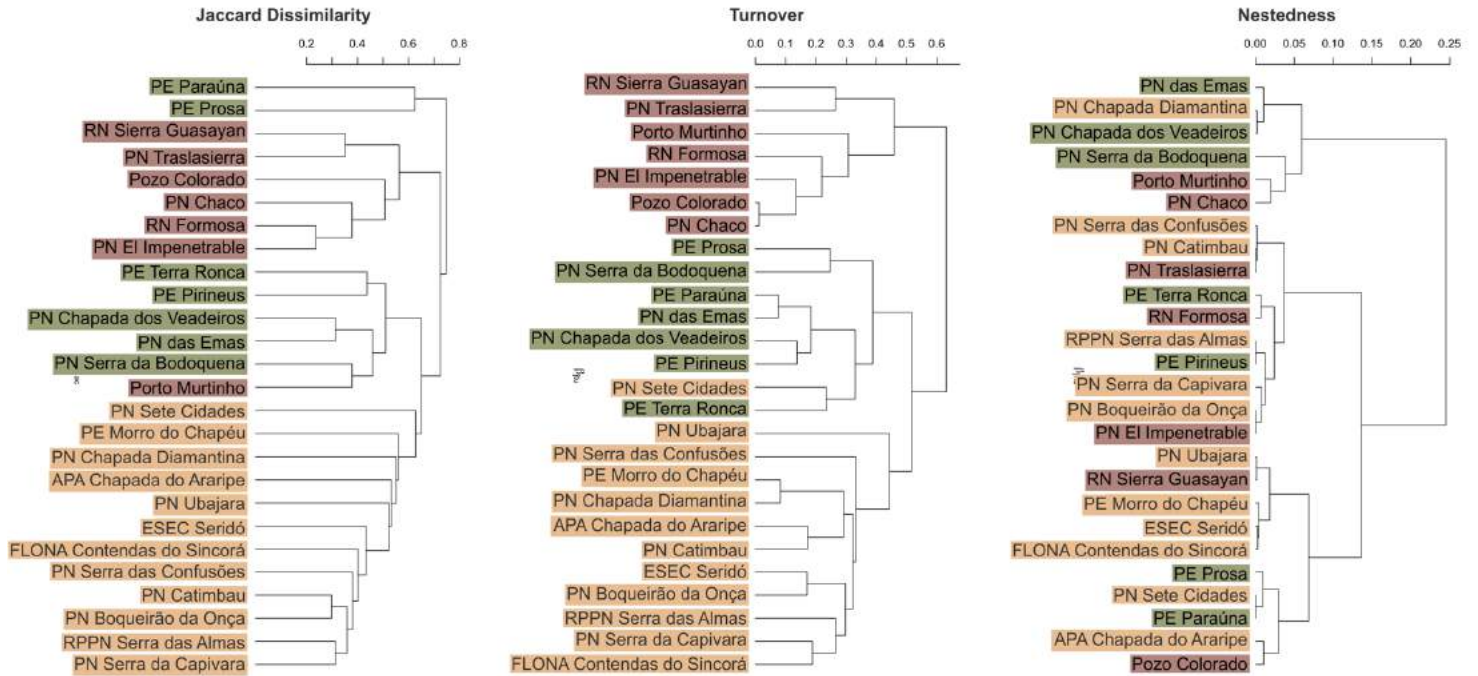 Jaccard Dissimilarity
0.2 0.4 0.6 0.8
PE Paraúna
PE Prosa
RN Sierra Guasayan
PN Traslasierra
Pozo Colorado
PN Chaco
RN Formosa
PN El Impenetrable
PE Terra Ronca
PE Pirineus
PN Chapada dos Veadeiros
PN das Emas
PN Serra da Bodoquena
Porto Murtinho
PN Sete Cidades
PE Morro do Chapéu
PN Chapada Diamantina
APA Chapada do Araripe
PN Ubajara
ESEC Seridó
FLONA Contendas do Sincorá
PN Serra das Confusões
PN Catimbau
PN Boqueirão da Onça
RPPN Serra das Almas
PN Serra da Capivara
Turnover
0.0 0.1 0.2 0.3 0.4 0.5 0.6
RN Sierra Guasayan
PN Traslasierra
Porto Murtinho
RN Formosa
PN El Impenetrable
Pozo Colorado
PN Chaco
PE Prosa
PN Serra da Bodoquena
PE Paraúna
PN das Emas
PN Chapada dos Veadeiros
PE Pirineus
PN Sete Cidades
PE Terra Ronca
PN Ubajara
PN Serra das Confusões
PE Morro do Chapéu
PN Chapada Diamantina
APA Chapada do Araripe
PN Catimbau
ESEC Seridó
PN Boqueirão da Onça
RPPN Serra das Almas
PN Serra da Capivara
FLONA Contendas do Sincorá
Nestedness
0.00 0.05 0.10 0.15 0.20 0.25
PN das Emas
PN Chapada Diamantina
PN Chapada dos Veadeiros
PN Serra da Bodoquena
Porto Murtinho
PN Chaco
PN Serra das Confusões
PN Catimbau
PN Traslasierra
PE Terra Ronca
RN Formosa
RPPN Serra das Almas
PE Pirineus
PN Serra da Capivara
PN Boqueirão da Onça
PN El Impenetrable
PN Ubajara
RN Sierra Guasayan
PE Morro do Chapéu
ESEC Seridó
FLONA Contendas do Sincorá
PE Prosa
PN Sete Cidades
PE Paraúna
APA Chapada do Araripe
Pozo Colorado